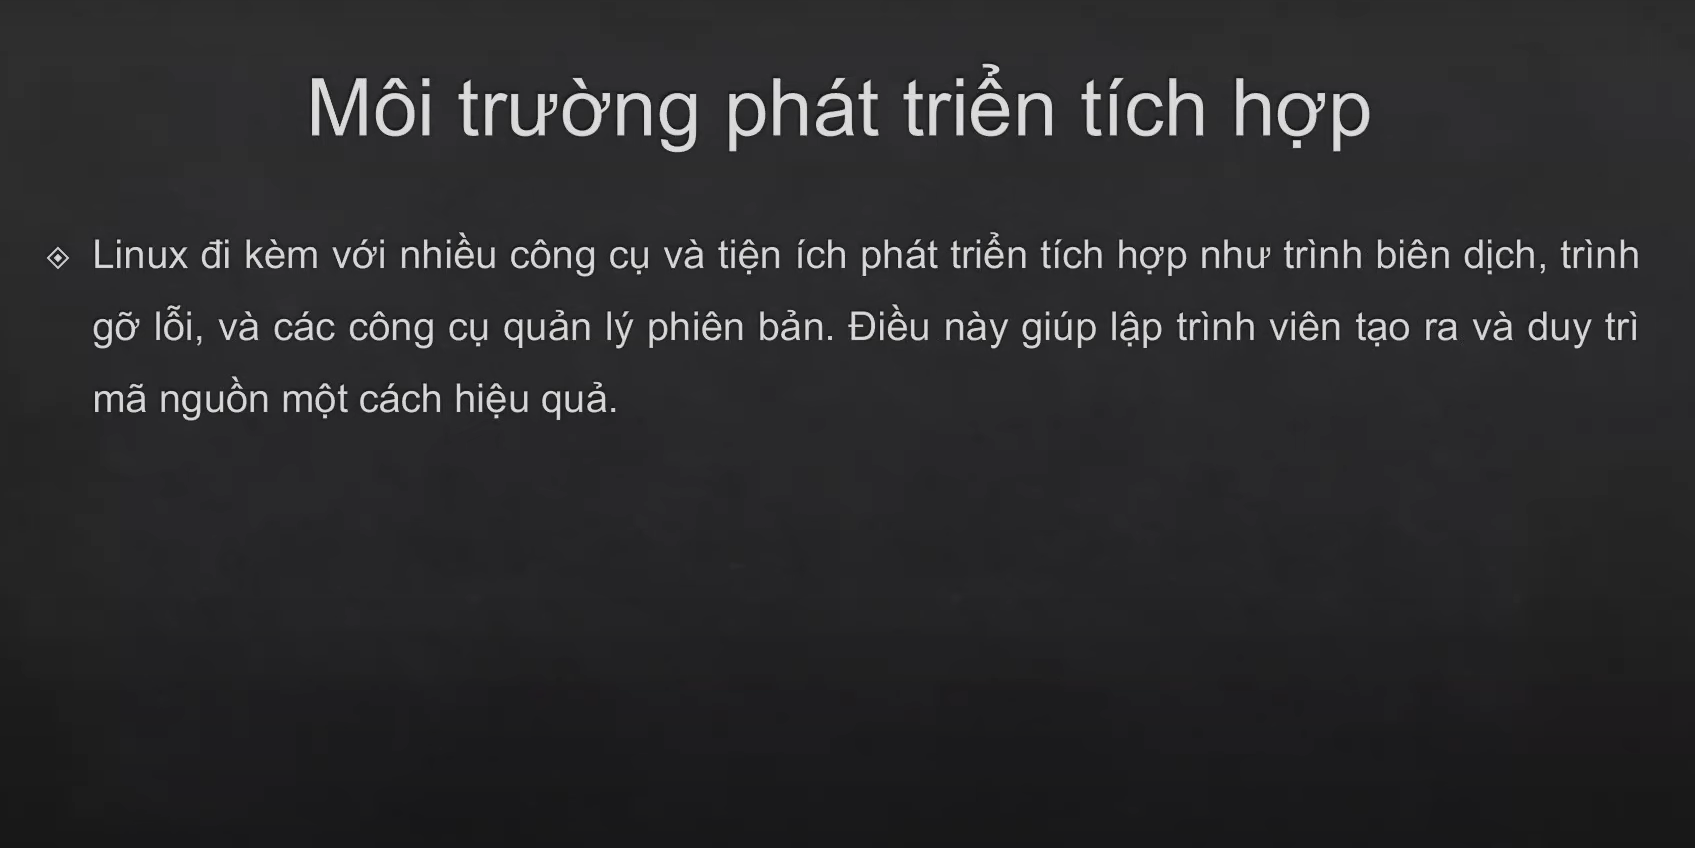 Môi trường phát triển tích hợp
Linux đi kèm với nhiều công cụ và tiện ích phát triển tích hợp như trình biên dịch, trình
gỡ lỗi, và các công cụ quản lý phiên bản. Điều này giúp lập trình viên tạo ra và duy trì
mã nguồn một cách hiệu quả.